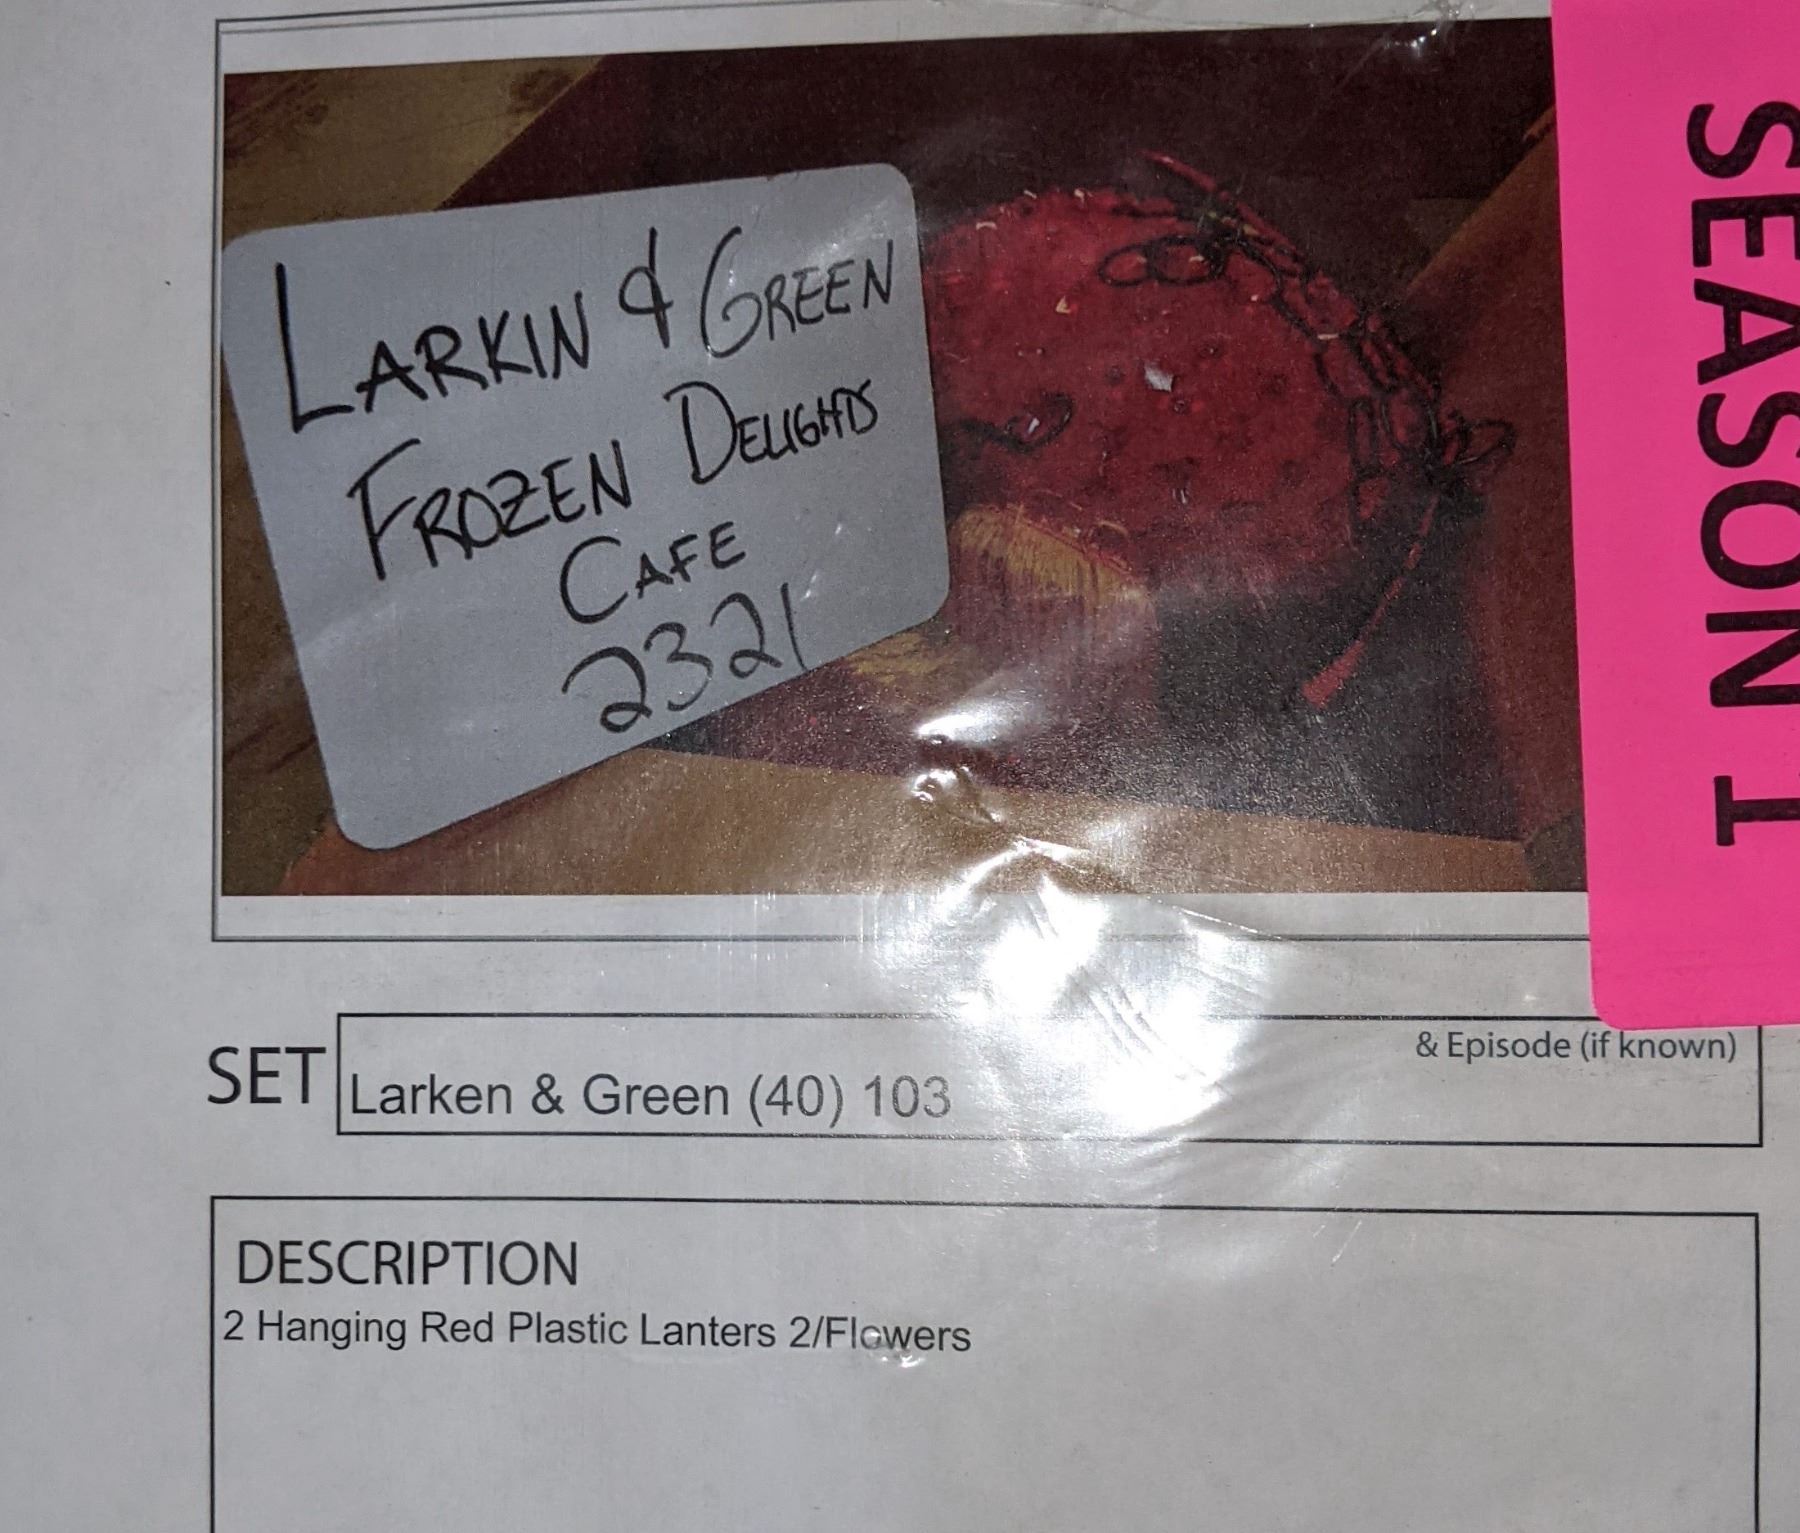 LARKIN & GREEN
FROZEN DELIGHTS
CAFE
2321
SEASON 1
SET
& Episode (if known)
Larken & Green (40) 103
DESCRIPTION
2 Hanging Red Plastic Lanters 2/Flowers